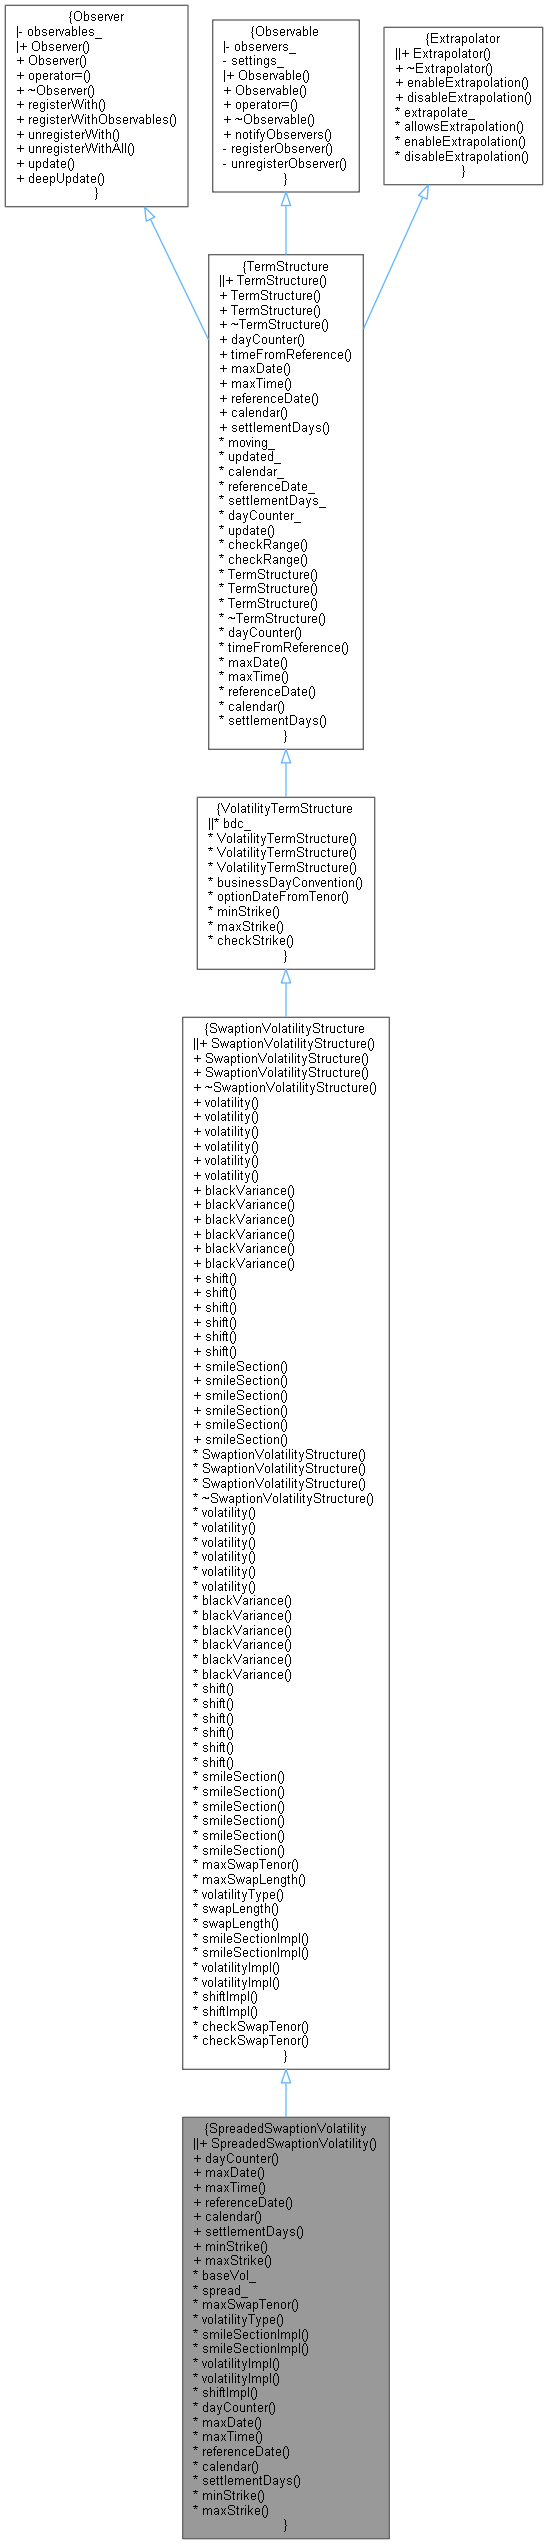 {Observer
|- observables_
|+ Observer()
+ Observer()
+ operator=()
+ ~Observer()
+ registerWith()
+ registerWithObservables()
+ unregisterWith()
+ unregisterWithAll()
+ update()
+ deepUpdate()
}
{Observable
|- observers_
- settings_
|+ Observable()
+ Observable()
+ operator=()
+ ~Observable()
+ notifyObservers()
- registerObserver()
- unregisterObserver()
}
{Extrapolator
||+ Extrapolator()
+ ~Extrapolator()
+ enableExtrapolation()
+ disableExtrapolation()
* extrapolate_
* allowsExtrapolation()
* enableExtrapolation()
* disableExtrapolation()
}
{TermStructure
||+ TermStructure()
+ TermStructure()
+ TermStructure()
+ ~TermStructure()
+ dayCounter()
+ timeFromReference()
+ maxDate()
+ maxTime()
+ referenceDate()
+ calendar()
+ settlementDays()
* moving_
* updated_
* calendar_
* referenceDate_
* settlementDays_
* dayCounter_
* update()
* checkRange()
* checkRange()
* TermStructure()
* TermStructure()
* TermStructure()
* ~TermStructure()
* dayCounter()
* timeFromReference()
* maxDate()
* maxTime()
* referenceDate()
* calendar()
* settlementDays()
}
{VolatilityTermStructure
||* bdc_
* VolatilityTermStructure()
* VolatilityTermStructure()
* VolatilityTermStructure()
* businessDayConvention()
* optionDateFromTenor()
* minStrike()
* maxStrike()
* checkStrike()
}
{SwaptionVolatilityStructure
||+ SwaptionVolatilityStructure()
+ SwaptionVolatilityStructure()
+ SwaptionVolatilityStructure()
+ ~SwaptionVolatilityStructure()
+ volatility()
+ volatility()
+ volatility()
+ volatility()
+ volatility()
+ volatility()
+ blackVariance()
+ blackVariance()
+ blackVariance()
+ blackVariance()
+ blackVariance()
+ blackVariance()
+ shift()
+ shift()
+ shift()
+ shift()
+ shift()
+ shift()
+ smileSection()
+ smileSection()
+ smileSection()
+ smileSection()
+ smileSection()
+ smileSection()
* SwaptionVolatilityStructure()
* SwaptionVolatilityStructure()
* SwaptionVolatilityStructure()
* ~SwaptionVolatilityStructure()
* volatility()
* volatility()
* volatility()
* volatility()
* volatility()
* volatility()
* blackVariance()
* blackVariance()
* blackVariance()
* blackVariance()
* blackVariance()
* blackVariance()
* shift()
* shift()
* shift()
* shift()
* shift()
* shift()
* smileSection()
* smileSection()
* smileSection()
* smileSection()
* smileSection()
* smileSection()
* maxSwapTenor()
* maxSwapLength()
* volatilityType()
* swapLength()
* swapLength()
* smileSectionImpl()
* smileSectionImpl()
* volatilityImpl()
* volatilityImpl()
* shiftImpl()
* shiftImpl()
* checkSwapTenor()
* checkSwapTenor()
}
{SpreadedSwaptionVolatility
||+ SpreadedSwaptionVolatility()
+ dayCounter()
+ maxDate()
+ maxTime()
+ referenceDate()
+ calendar()
+ settlementDays()
+ minStrike()
+ maxStrike()
* baseVol_
* spread_
* maxSwapTenor()
* volatilityType()
* smileSectionImpl()
* smileSectionImpl()
* volatilityImpl()
* volatilityImpl()
* shiftImpl()
* dayCounter()
* maxDate()
* maxTime()
* referenceDate()
* calendar()
* settlementDays()
* minStrike()
* maxStrike()
}